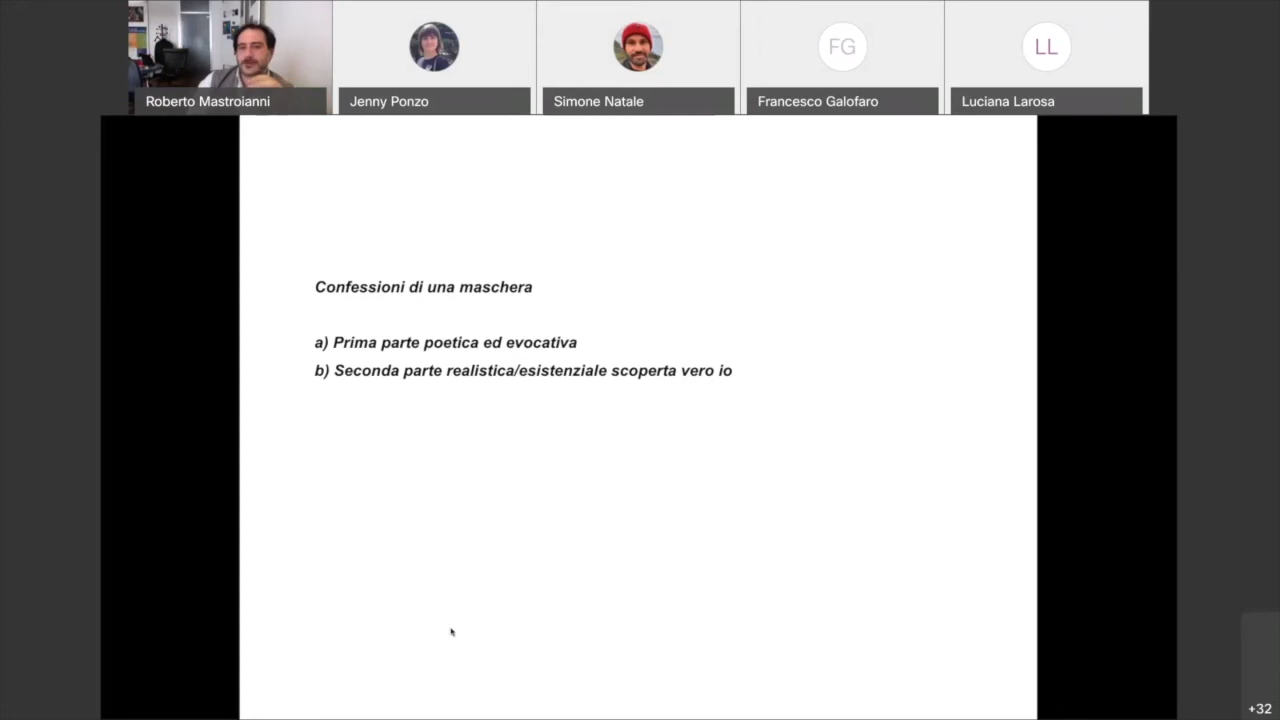 Roberto Mastroianni
Jenny Ponzo
Simone Natale
FG
Francesco Galofaro
LL
Luciana Larosa
Confessioni di una maschera
a) Prima parte poetica ed evocativa
b) Seconda parte realistica/esistenziale scoperta vero io
+32